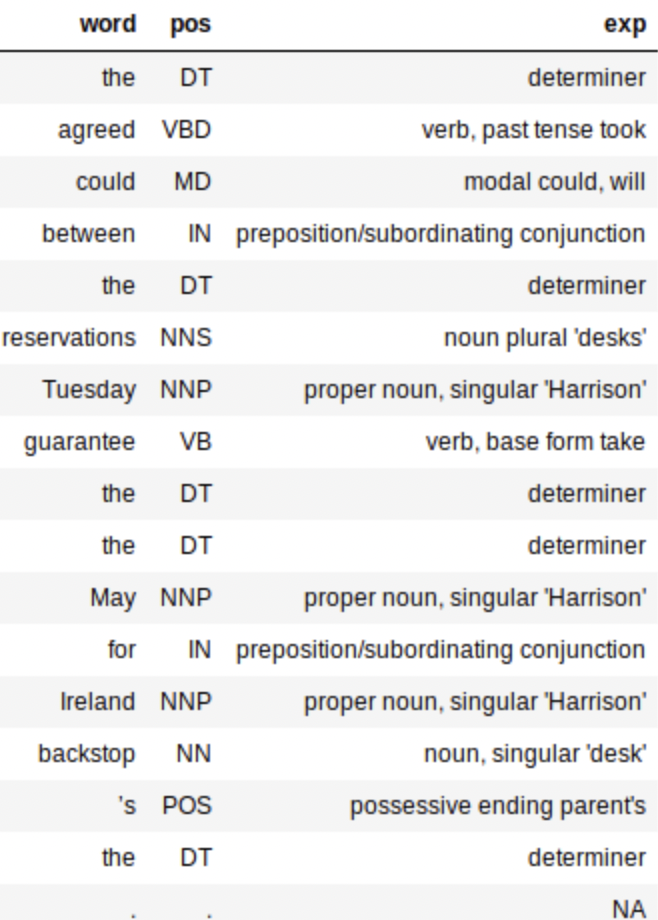 word pos exp
the DT determiner
agreed VBD verb, past tense took
could MD modal could, will
between IN preposition/subordinating conjunction
the DT determiner
reservations NNS noun plural 'desks'
Tuesday NNP proper noun, singular 'Harrison'
guarantee VB verb, base form take
the DT determiner
the DT determiner
May NNP proper noun, singular 'Harrison'
for IN preposition/subordinating conjunction
Ireland NNP proper noun, singular 'Harrison'
backstop NN noun, singular 'desk'
’s POS possessive ending parent's
the DT determiner
. . NA